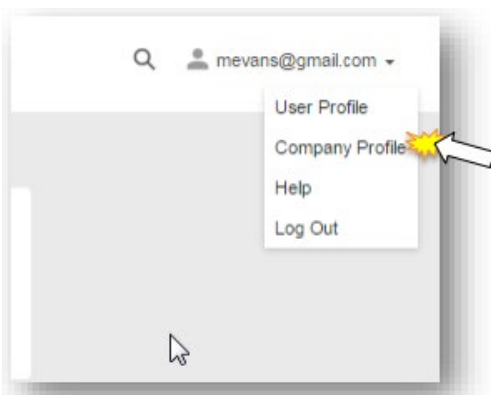 mevans@gmail.com
User Profile
Company Profile
Help
Log Out